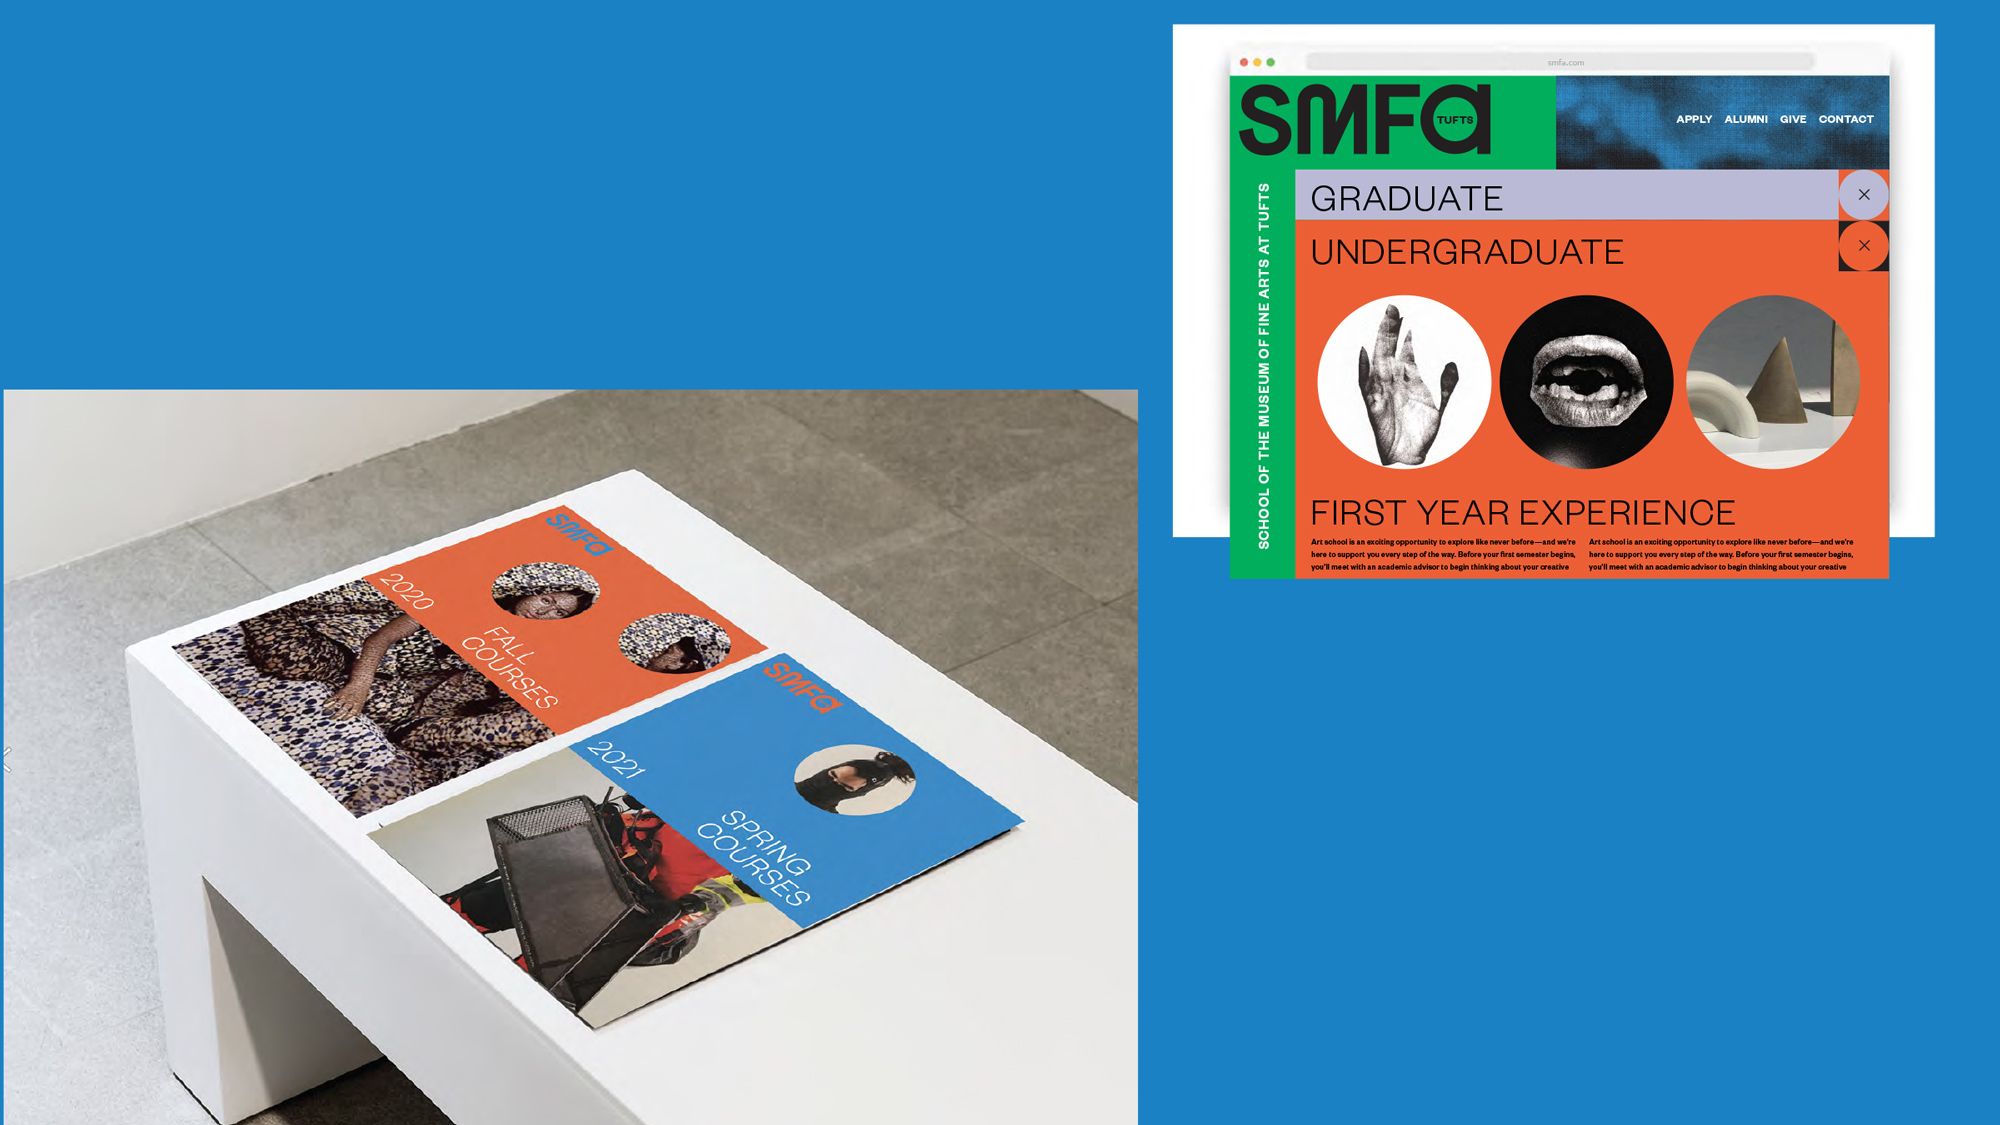 smfa.com
SMFa
TUFTS
APPLY ALUMNI GIVE CONTACT
SCHOOL OF THE MUSEUM OF FINE ARTS AT TUFTS
GRADUATE
UNDERGRADUATE
FIRST YEAR EXPERIENCE
Art school is an exciting opportunity to explore like never before—and we're
here to support you every step of the way. Before your first semester begins,
you'll meet with an academic advisor to begin thinking about your creative
Art school is an exciting opportunity to explore like never before—and we're
here to support you every step of the way. Before your first semester begins,
you'll meet with an academic advisor to begin thinking about your creative
SMFa
2020
FALL
COURSES
SMFa
2021
SPRING
COURSES